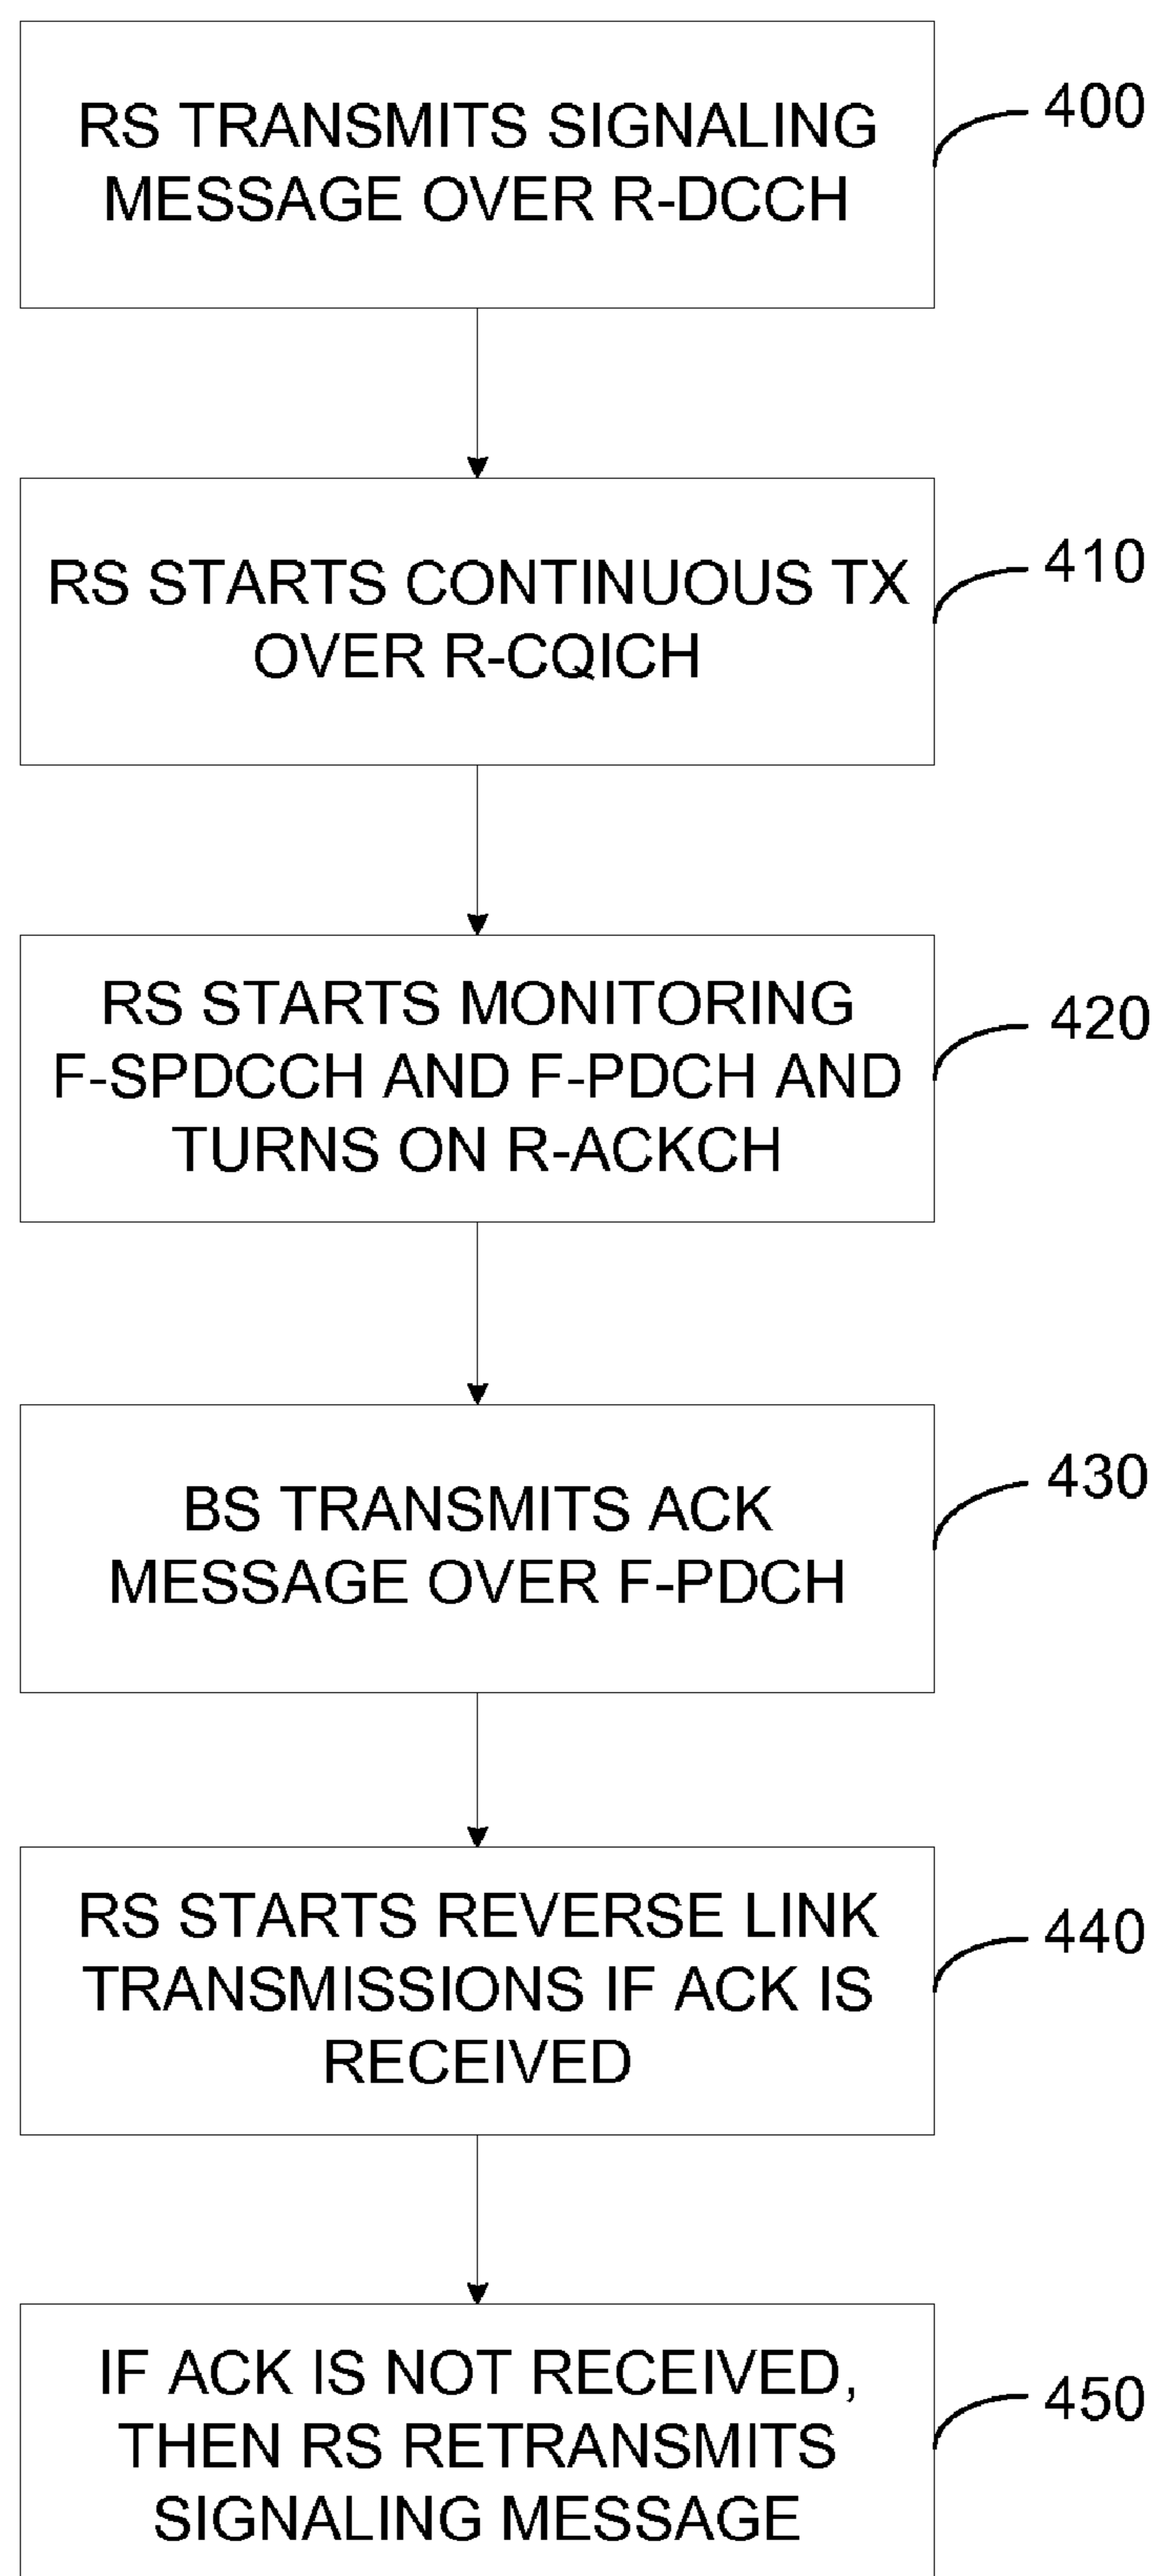 RS TRANSMITS SIGNALING
MESSAGE OVER R-DCCH
400
RS STARTS CONTINUOUS TX
OVER R-CQICH
410
RS STARTS MONITORING
F-SPDCCH AND F-PDCH AND
TURNS ON R-ACKCH
420
BS TRANSMITS ACK
MESSAGE OVER F-PDCH
430
RS STARTS REVERSE LINK
TRANSMISSIONS IF ACK IS
RECEIVED
440
IF ACK IS NOT RECEIVED,
THEN RS RETRANSMITS
SIGNALING MESSAGE
450